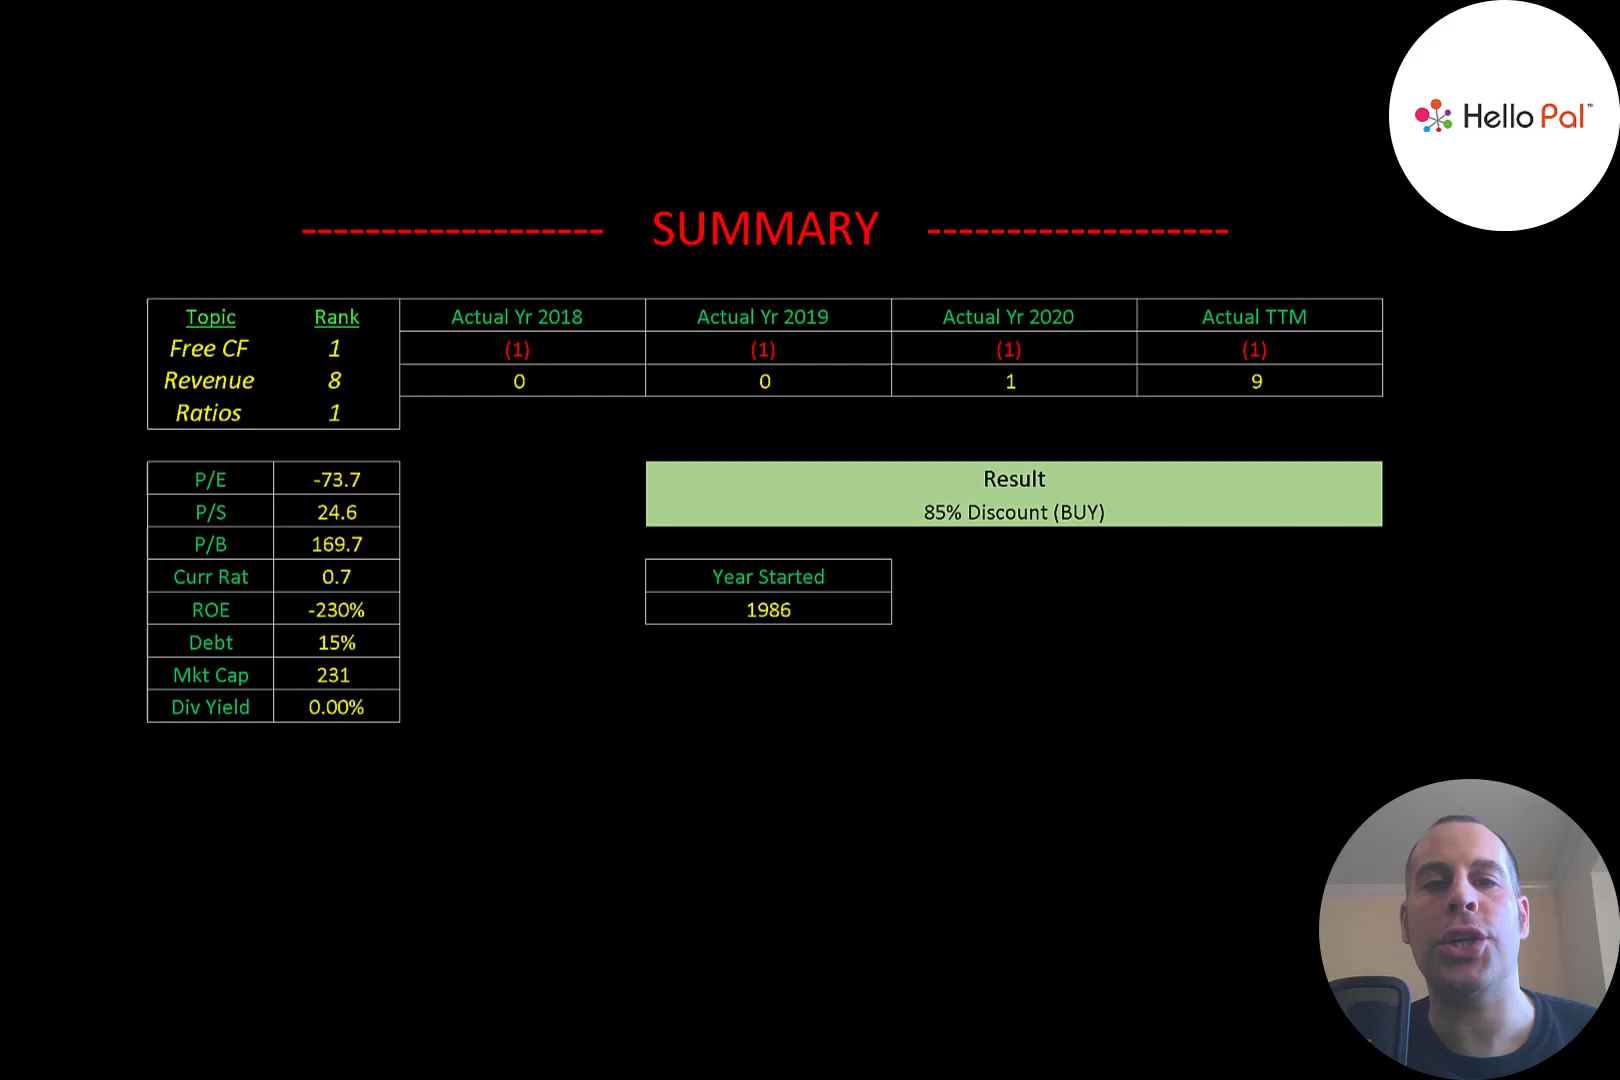 Hello Pal™
------------------- SUMMARY -------------------
Topic Rank Actual Yr 2018 Actual Yr 2019 Actual Yr 2020 Actual TTM
Free CF 1 (1) (1) (1) (1)
Revenue 8 0 0 1 9
Ratios 1
P/E -73.7 Result
P/S 24.6 85% Discount (BUY)
P/B 169.7
Curr Rat 0.7 Year Started
ROE -230% 1986
Debt 15%
Mkt Cap 231
Div Yield 0.00%